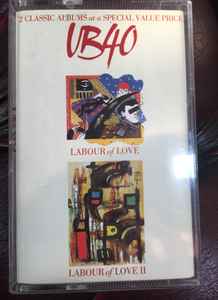 2 CLASSIC ALBUMS at a SPECIAL VALUE PRICE
UB40
LABOUR of LOVE
LABOUR of LOVE II